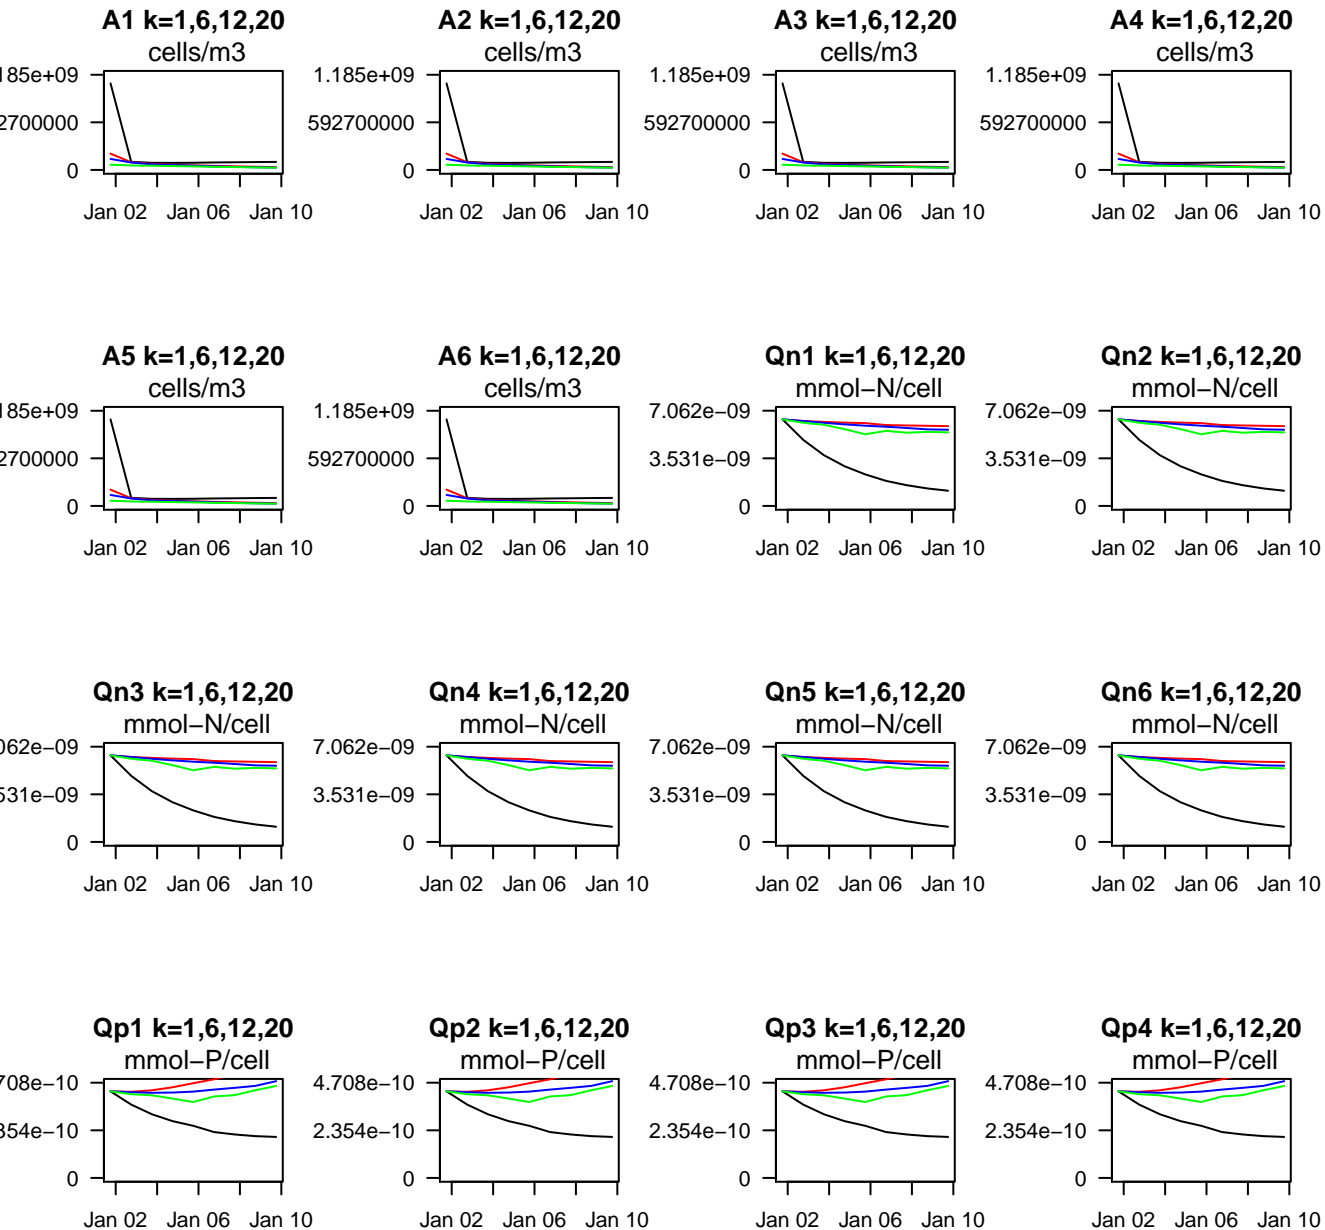 A1 k=1,6,12,20 A2 k=1,6,12,20 A3 k=1,6,12,20 A4 k=1,6,12,20
cells/m3 cells/m3 cells/m3 cells/m3
185e+09 1.185e+09 1.185e+09 1.185e+09
2700000 592700000 592700000 592700000
0 0 0 0
Jan 02 Jan 06 Jan 10 Jan 02 Jan 06 Jan 10 Jan 02 Jan 06 Jan 10 Jan 02 Jan 06 Jan 10
A5 k=1,6,12,20 A6 k=1,6,12,20 Qn1 k=1,6,12,20 Qn2 k=1,6,12,20
cells/m3 cells/m3 mmol−N/cell mmol−N/cell
185e+09 1.185e+09 7.062e−09 7.062e−09
2700000 592700000 3.531e−09 3.531e−09
0 0 0 0
Jan 02 Jan 06 Jan 10 Jan 02 Jan 06 Jan 10 Jan 02 Jan 06 Jan 10 Jan 02 Jan 06 Jan 10
Qn3 k=1,6,12,20 Qn4 k=1,6,12,20 Qn5 k=1,6,12,20 Qn6 k=1,6,12,20
mmol−N/cell mmol−N/cell mmol−N/cell mmol−N/cell
062e−09 7.062e−09 7.062e−09 7.062e−09
531e−09 3.531e−09 3.531e−09 3.531e−09
0 0 0 0
Jan 02 Jan 06 Jan 10 Jan 02 Jan 06 Jan 10 Jan 02 Jan 06 Jan 10 Jan 02 Jan 06 Jan 10
Qp1 k=1,6,12,20 Qp2 k=1,6,12,20 Qp3 k=1,6,12,20 Qp4 k=1,6,12,20
mmol−P/cell mmol−P/cell mmol−P/cell mmol−P/cell
708e−10 4.708e−10 4.708e−10 4.708e−10
354e−10 2.354e−10 2.354e−10 2.354e−10
0 0 0 0
Jan 02 Jan 06 Jan 10 Jan 02 Jan 06 Jan 10 Jan 02 Jan 06 Jan 10 Jan 02 Jan 06 Jan 10